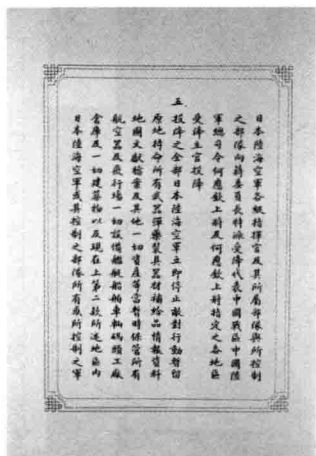 日本陸海空軍各級指揮官及其所屬部隊與所控制
之部隊向蔣委員長特派受降代表中國戰區中國陸
軍總司令何應欽上將及何應欽上將指定之各地區
受降主官投降
五、投降之全部日本陸海空軍立即停止敵對行動暫留
原地待命所有武器彈藥裝具器材補給品情報資料
地圖文獻檔案及其他一切資產等當暫時保管所有
航空器及飛行場一切設備艦艇船舶車輛碼頭工廠
倉庫及一切建築物以及現在上第二款所述地區內
日本陸海空軍或其控制之部隊所有或所控制之軍